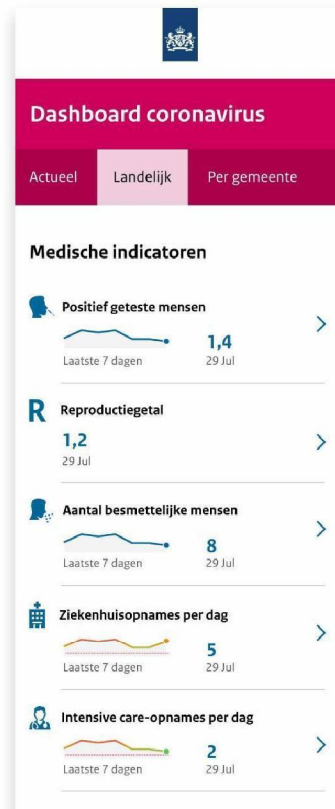 Dashboard coronavirus
Actueel Landelijk Per gemeente
Medische indicatoren
Positief geteste mensen
1,4
Laatste 7 dagen 29 Jul
R Reproductiegetal
1,2
29 Jul
Aantal besmettelijke mensen
8
Laatste 7 dagen 29 Jul
Ziekenhuisopnames per dag
5
Laatste 7 dagen 29 Jul
Intensive care-opnames per dag
2
Laatste 7 dagen 29 Jul